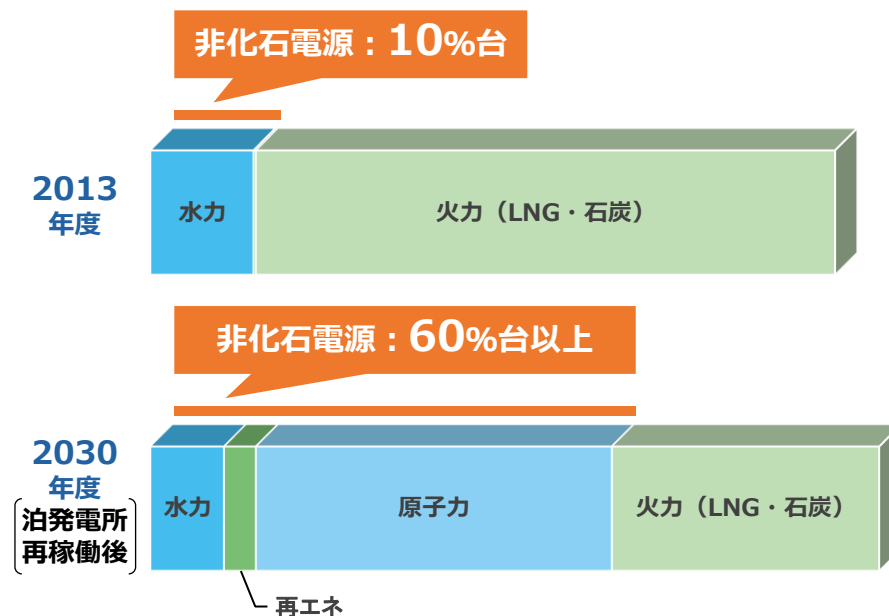 非化石電源：10%台
2013
年度
水力
火力（LNG・石炭）
非化石電源：60%台以上
2030
年度
泊発電所
再稼働後
水力
原子力
火力（LNG・石炭）
再エネ